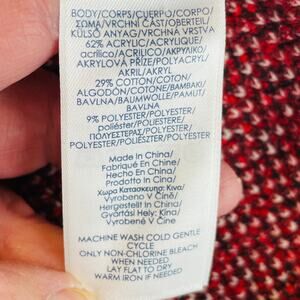 BODY/CORPS/CUERPO/CORPO/
ΣΩΜΑ/VRCHNÍ ČÁST/OBERTEIL/
KÜLSŐ ANYAG/VRCHNÁ VRSTVA
62% ACRYLIC/ACRYLIQUE/
acrílico/ACRILICO/ΑΚΡΥΛΙΚΟ/
AKRYLOVÁ PŘÍZE/POLYACRYL/
AKRIL/AKRYL
29% COTTON/COTON/
ALGODÓN/COTONE/ΒΑΜΒΑΚΙ/
BAVLNA/BAUMWOLLE/PAMUT/
BAVLNA
9% POLYESTER/POLYESTER/
poliéster/POLIESTERE/
ΠΟΛΥΕΣΤΕΡΑΣ/POLYESTER/
POLYESTER/POLIÉSZTER/POLYESTER
Made In China/
Fabriqué En Chine/
Hecho En China/
Prodotto In Cina/
Χωρα Κατασκευησ: Κινα/
Vyrobeno V Číně/
Hergestellt In China/
Gyártási Hely: Kína/
Vyrobené V Číne
MACHINE WASH COLD GENTLE
CYCLE
ONLY NON-CHLORINE BLEACH
WHEN NEEDED
LAY FLAT TO DRY
WARM IRON IF NEEDED